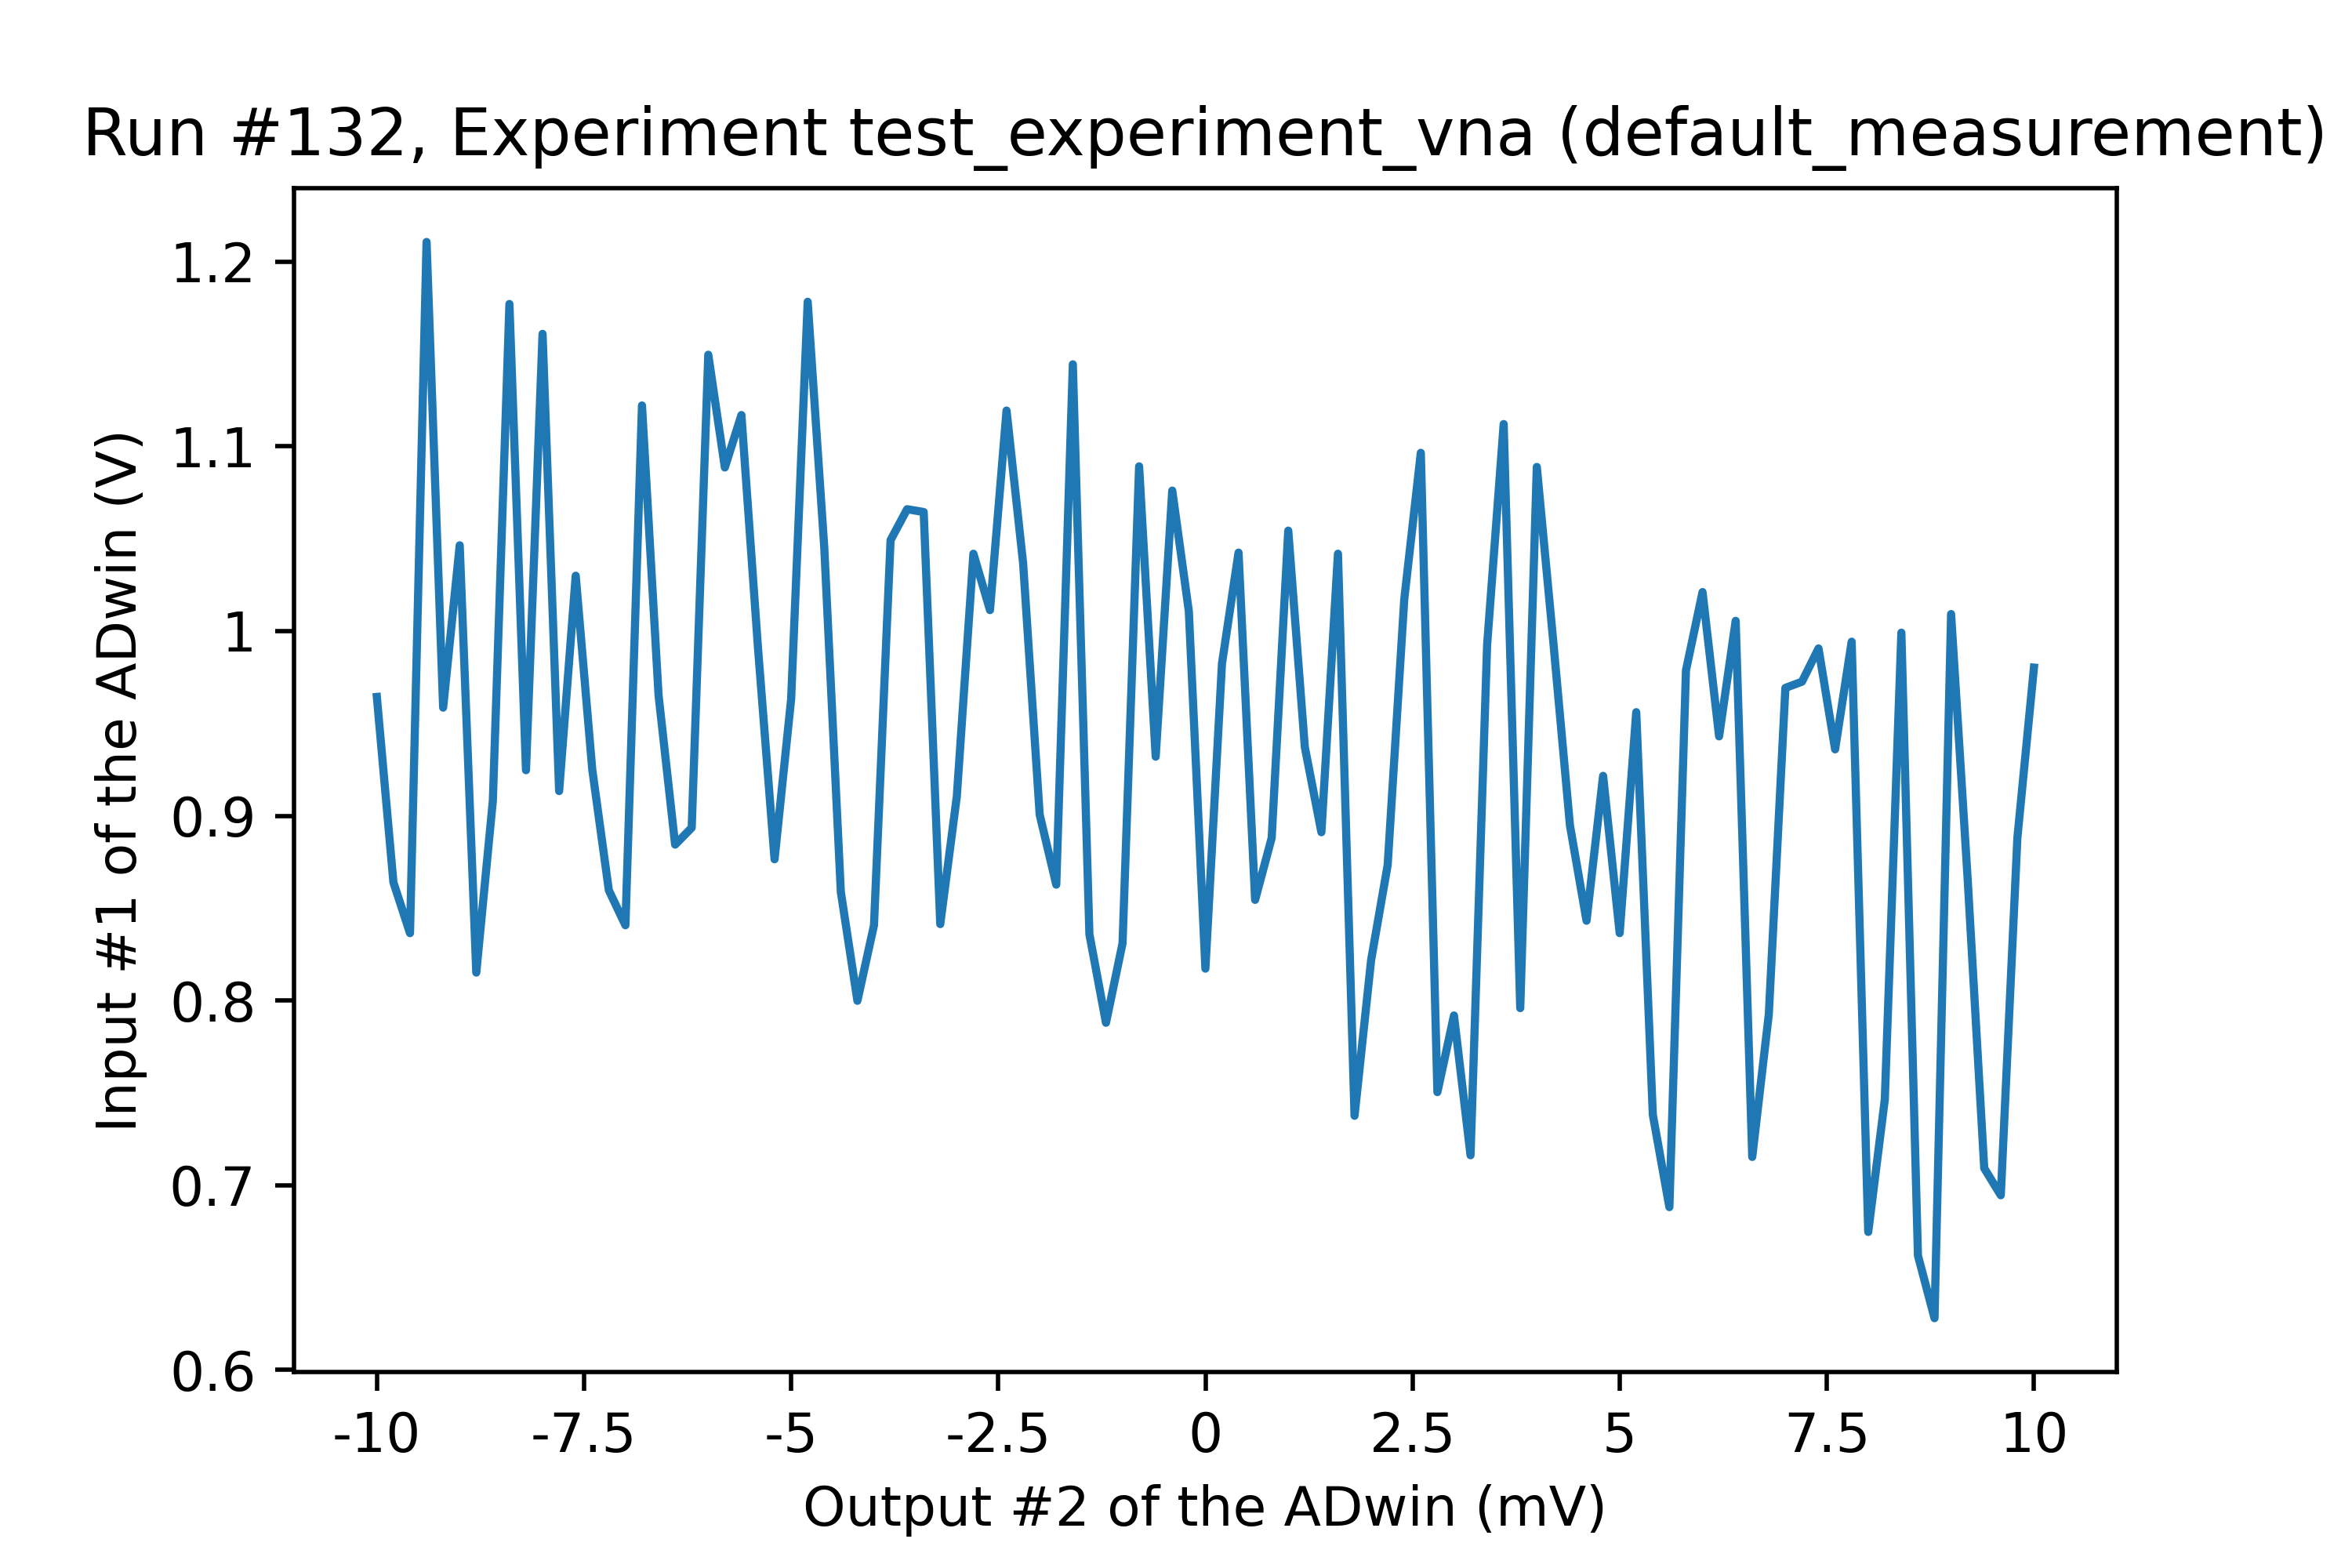 Run #132, Experiment test_experiment_vna (default_measurement)
Input #1 of the ADwin (V)
1.2
1.1
1
0.9
0.8
0.7
0.6
-10 -7.5 -5 -2.5 0 2.5 5 7.5 10
Output #2 of the ADwin (mV)